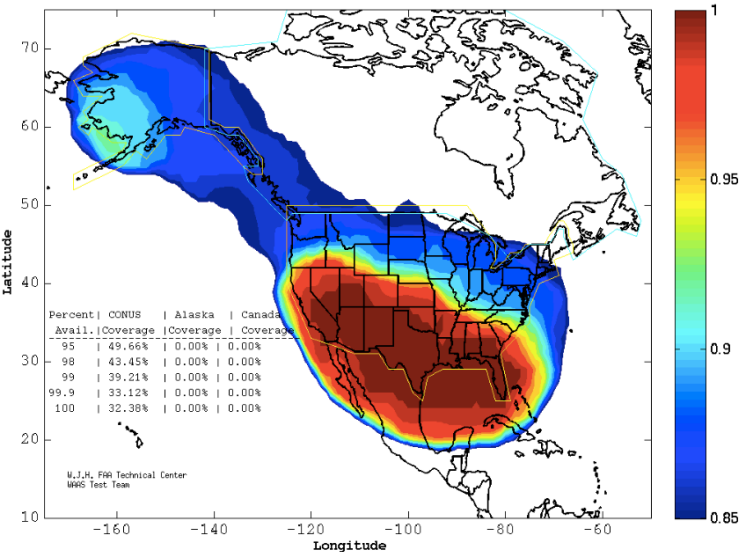 70
60
50
40
30
20
10
Latitude
-160
-140
-120
-100
-80
-60
Longitude
Percent| CONUS | Alaska | Canada
Avail.|Coverage |Coverage | Coverage
95 | 49.66% | 0.00% | 0.00%
98 | 43.45% | 0.00% | 0.00%
99 | 39.21% | 0.00% | 0.00%
99.9 | 33.12% | 0.00% | 0.00%
100 | 32.38% | 0.00% | 0.00%
W.J.H. FAA Technical Center
WAAS Test Team
1
0.95
0.9
0.85